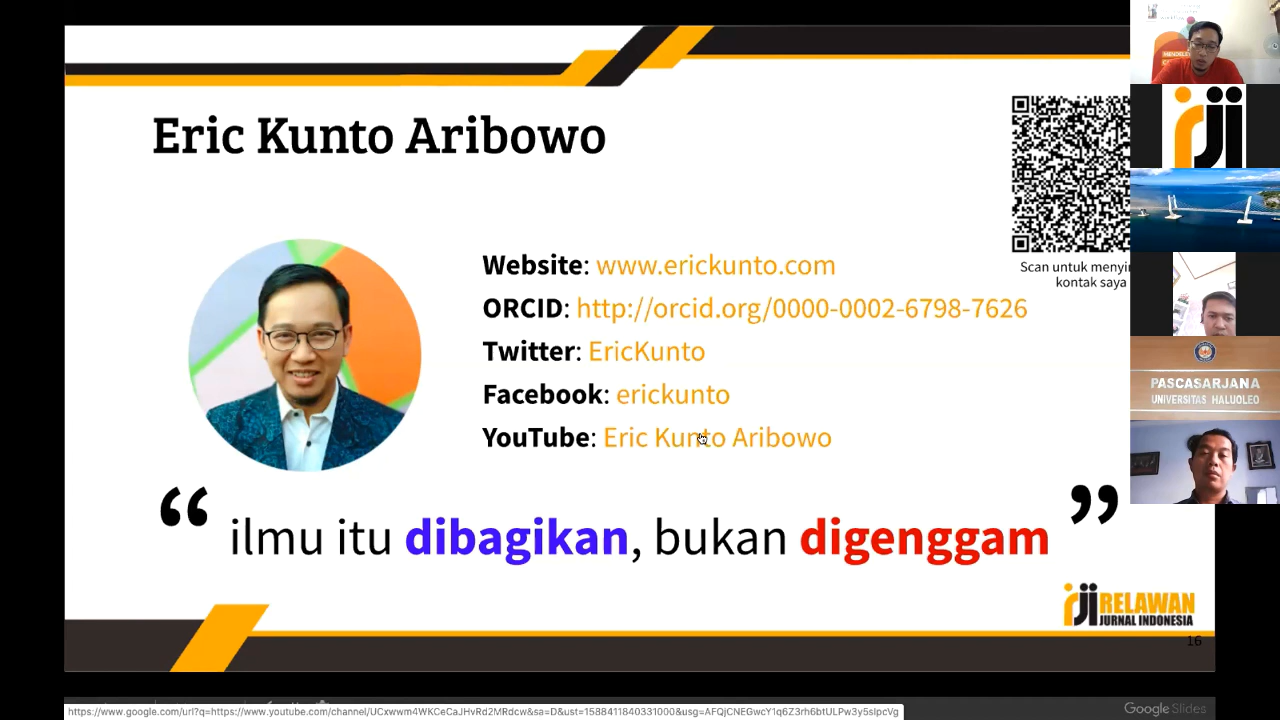 Eric Kunto Aribowo
Scan untuk menyi
kontak saya
Website: www.erickunto.com
ORCID: http://orcid.org/0000-0002-6798-7626
Twitter: EricKunto
Facebook: erickunto
YouTube: Eric Kunto Aribowo
“ ilmu itu dibagikan, bukan digenggam ”
rji RELAWAN
JURNAL INDONESIA
16
rji
PASCASARJANA
UNIVERSITAS HALUOLEO
Google Slides
https://www.google.com/url?q=https://www.youtube.com/channel/UCxwwm4WKCeCaJHvRd2MRdcw&sa=D&ust=1588411840331000&usg=AFQjCNEGwcY1q6Z3rh6btULPw3y5sIpcVg